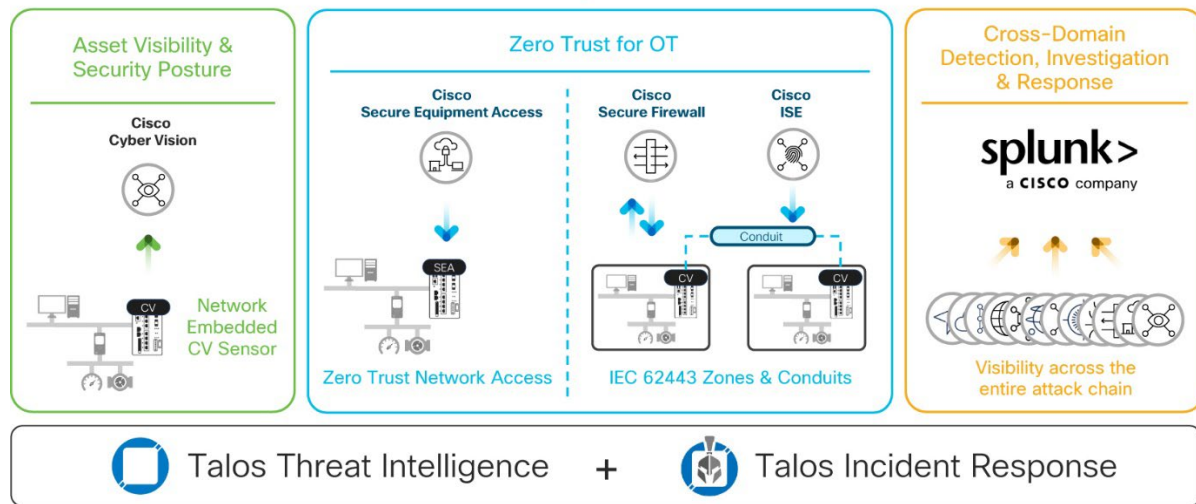 Asset Visibility &
Security Posture
Cisco
Cyber Vision
CV
Network
Embedded
CV Sensor
Zero Trust for OT
Cisco
Secure Equipment Access
SEA
Zero Trust Network Access
Cisco
Secure Firewall
Cisco
ISE
Conduit
CV
CV
IEC 62443 Zones & Conduits
Cross-Domain
Detection, Investigation
& Response
splunk>
a CISCO company
Visibility across the
entire attack chain
Talos Threat Intelligence + Talos Incident Response